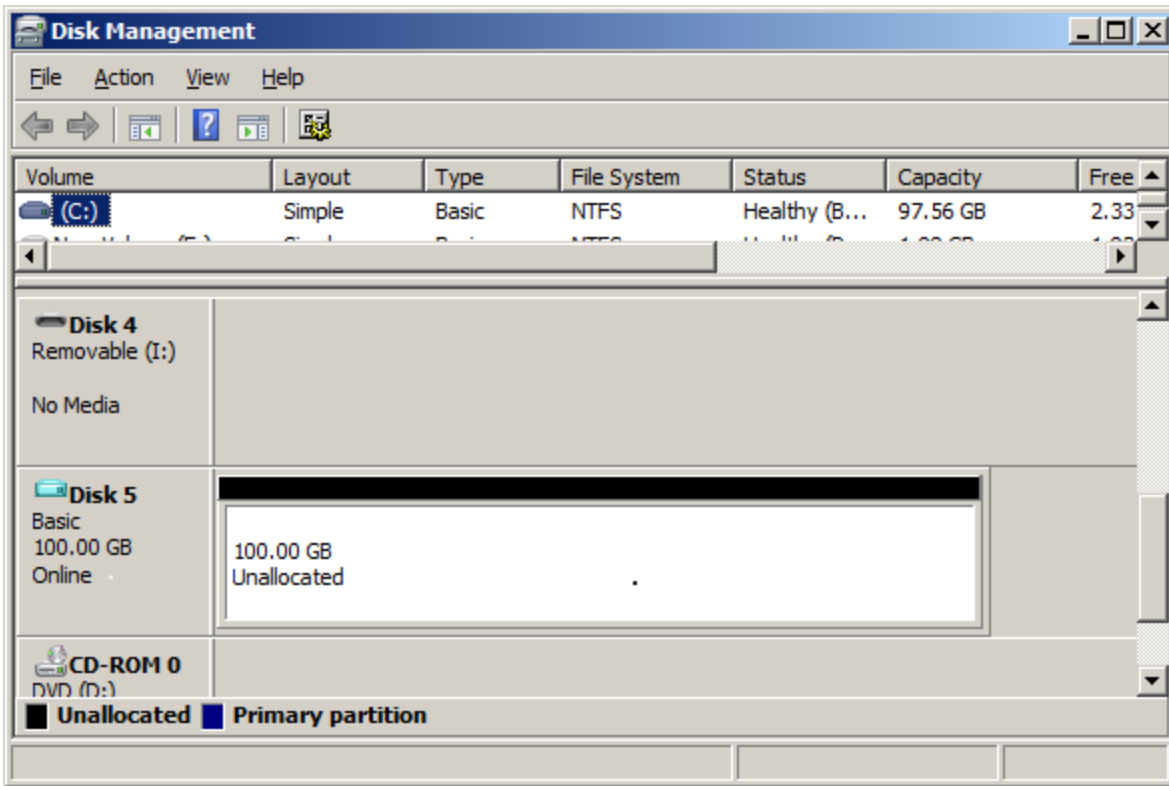 Disk Management
File Action View Help
Volume Layout Type File System Status Capacity Free
(C:) Simple Basic NTFS Healthy (B... 97.56 GB 2.33
Disk 4
Removable (I:)
No Media
Disk 5
Basic
100.00 GB
Online
100.00 GB
Unallocated
CD-ROM 0
DVD (D:)
Unallocated Primary partition